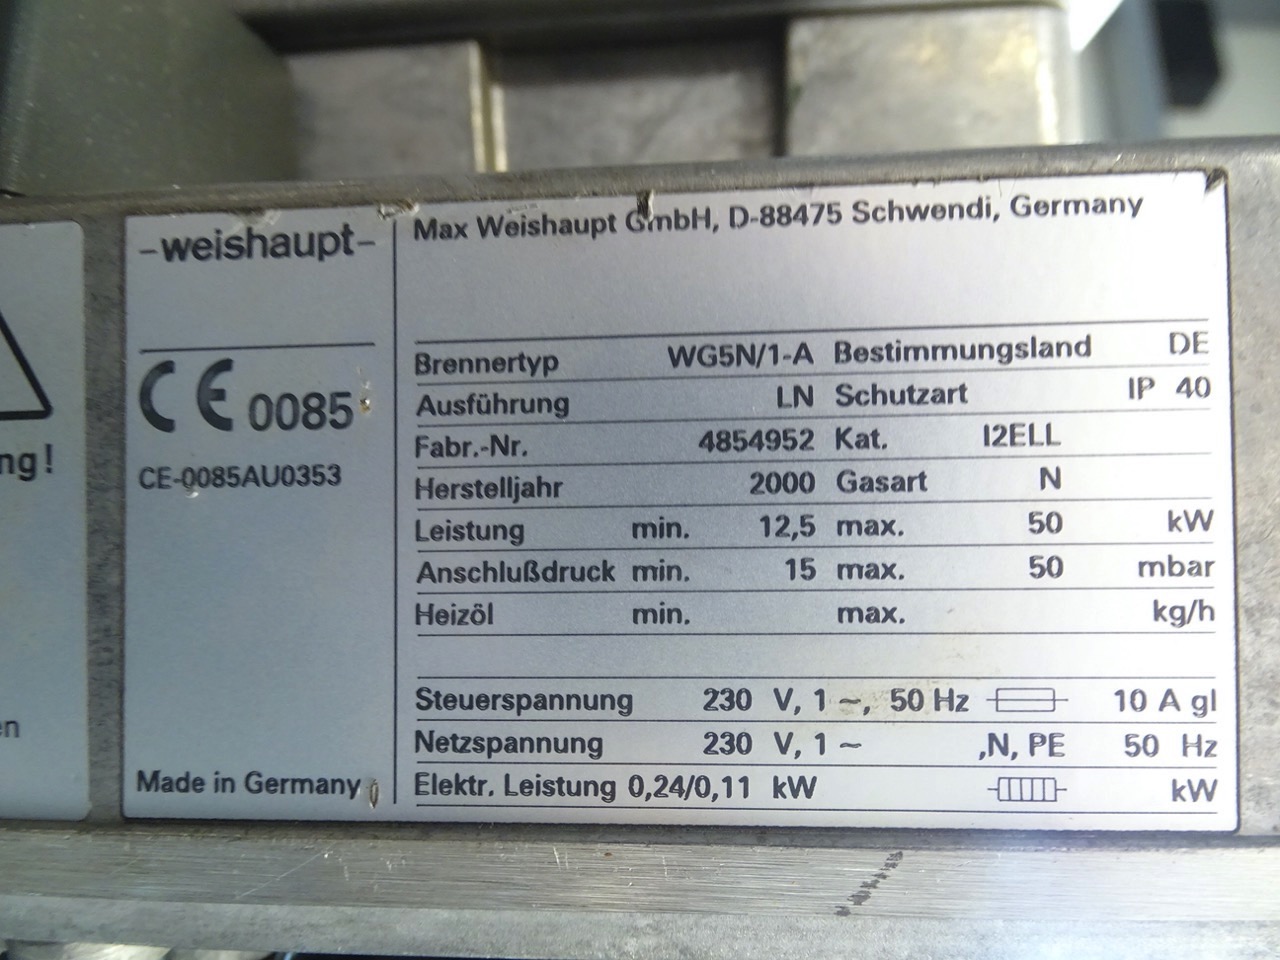 -weishaupt-
CE 0085
CE-0085AU0353
Made in Germany
Max Weishaupt GmbH, D-88475 Schwendi, Germany
Brennertyp WG5N/1-A Bestimmungsland DE
Ausführung LN Schutzart IP 40
Fabr.-Nr. 4854952 Kat. I2ELL
Herstelljahr 2000 Gasart N
Leistung min. 12,5 max. 50 kW
Anschlußdruck min. 15 max. 50 mbar
Heizöl min. max. kg/h
Steuerspannung 230 V, 1 ~, 50 Hz 10 A gl
Netzspannung 230 V, 1 ~ ,N, PE 50 Hz
Elektr. Leistung 0,24/0,11 kW kW
ng!
en